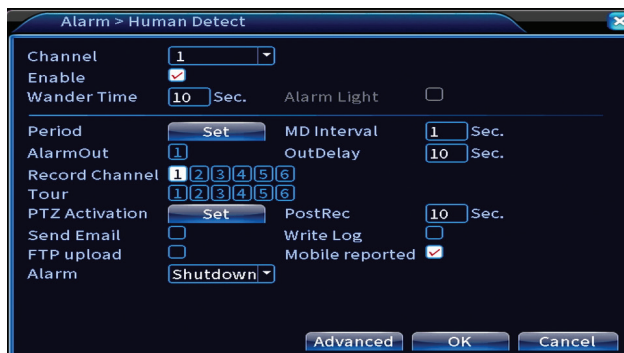 Alarm > Human Detect
Channel 1
Enable
Wander Time 10 Sec. Alarm Light
Period Set MD Interval 1 Sec.
AlarmOut 1 OutDelay 10 Sec.
Record Channel 1 2 3 4 5 6
Tour 1 2 3 4 5 6
PTZ Activation Set PostRec 10 Sec.
Send Email Write Log
FTP upload Mobile reported
Alarm Shutdown
Advanced OK Cancel